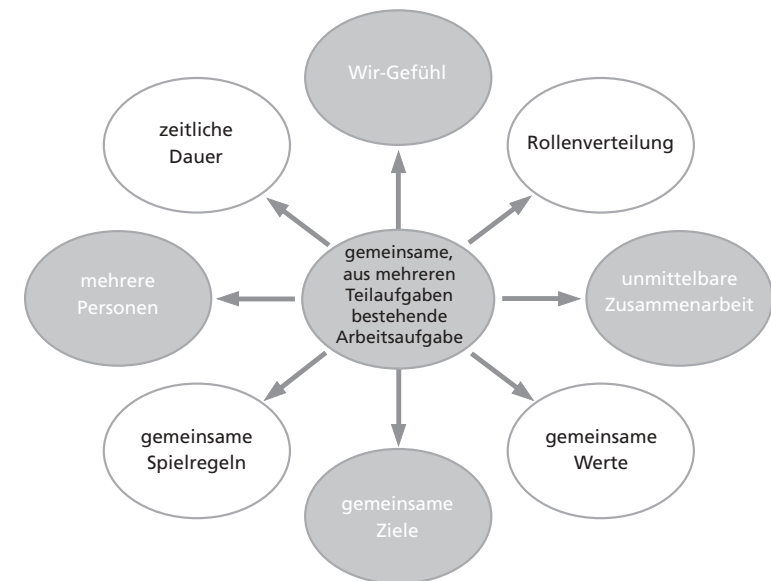 Wir-Gefühl
zeitliche
Dauer
Rollenverteilung
mehrere
Personen
gemeinsame,
aus mehreren
Teilaufgaben
bestehende
Arbeitsaufgabe
unmittelbare
Zusammenarbeit
gemeinsame
Spielregeln
gemeinsame
Werte
gemeinsame
Ziele